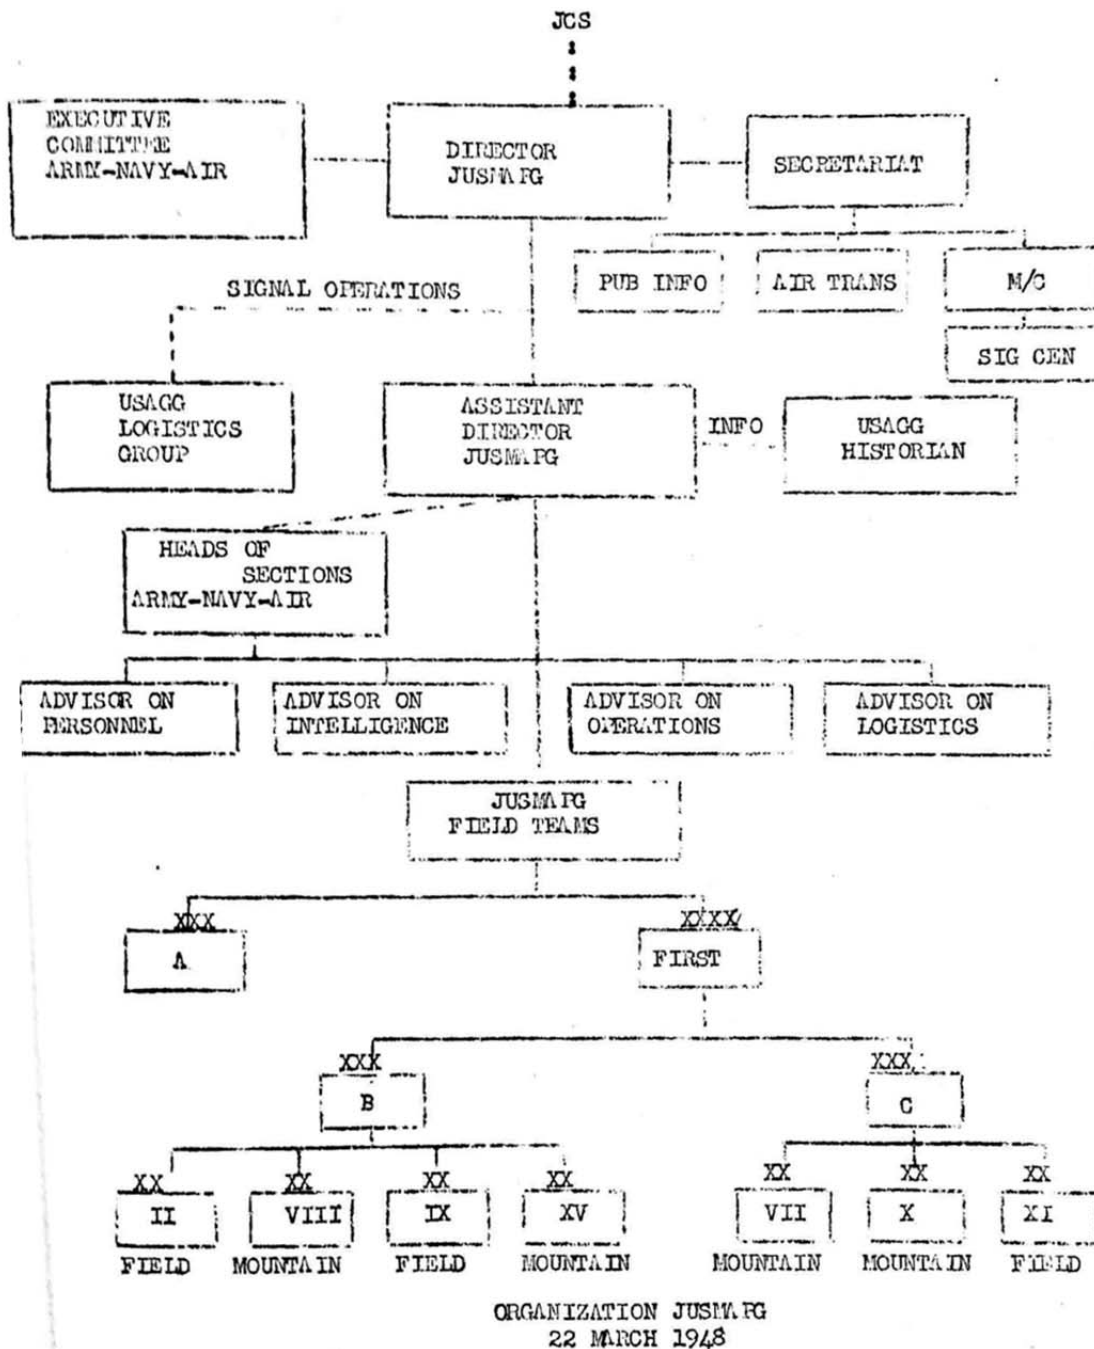 JCS
EXECUTIVE
COMMITTEE
ARMY-NAVY-AIR
DIRECTOR
JUSMAPG
SECRETARIAT
PUB INFO
AIR TRANS
M/C
SIG CEN
SIGNAL OPERATIONS
USAGG
LOGISTICS
GROUP
ASSISTANT
DIRECTOR
JUSMAPG
INFO
USAGG
HISTORIAN
HEADS OF
SECTIONS
ARMY-NAVY-AIR
ADVISOR ON
PERSONNEL
ADVISOR ON
INTELLIGENCE
ADVISOR ON
OPERATIONS
ADVISOR ON
LOGISTICS
JUSMAPG
FIELD TEAMS
XXX
A
XXXX
FIRST
XXX
B
XXX
C
XX
II
FIELD
XX
VIII
MOUNTAIN
XX
IX
FIELD
XX
XV
MOUNTAIN
XX
VII
MOUNTAIN
XX
X
MOUNTAIN
XX
XI
FIELD
ORGANIZATION JUSMAPG
22 MARCH 1948